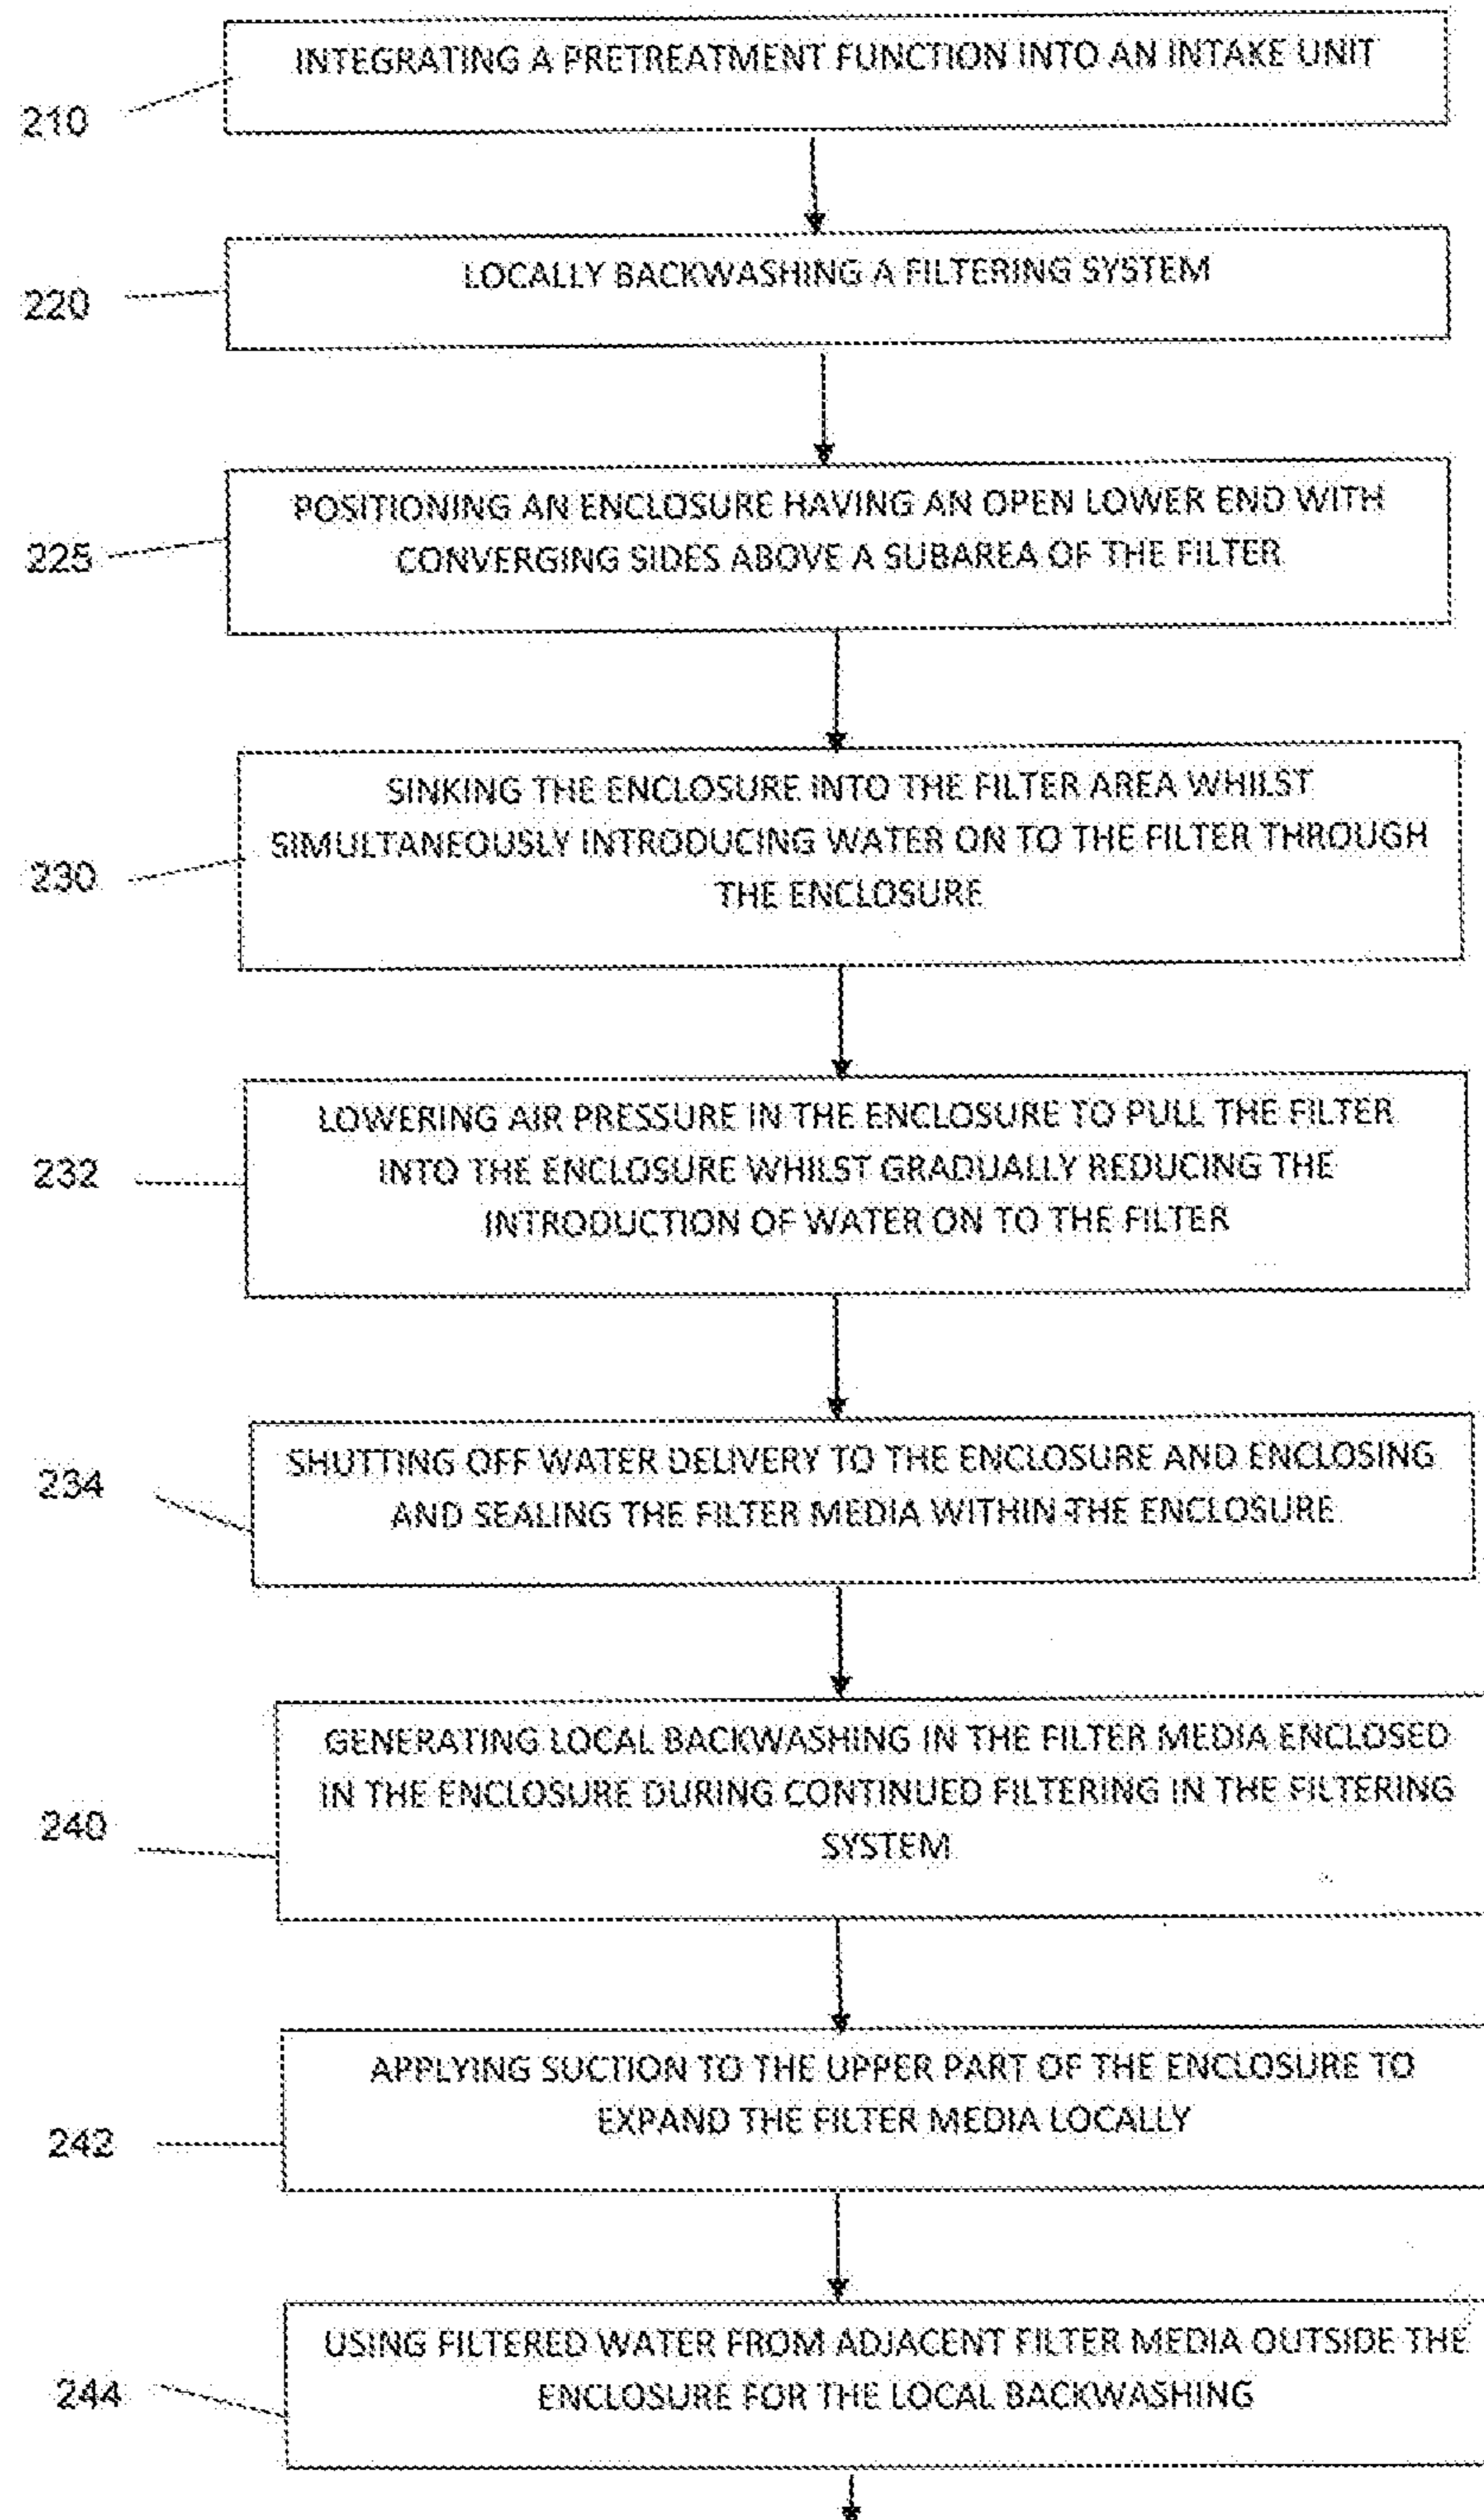 INTEGRATING A PRETREATMENT FUNCTION INTO AN INTAKE UNIT
210
LOCALLY BACKWASHING A FILTERING SYSTEM
220
POSITIONING AN ENCLOSURE HAVING AN OPEN LOWER END WITH
CONVERGING SIDES ABOVE A SUBAREA OF THE FILTER
225
SINKING THE ENCLOSURE INTO THE FILTER AREA WHILST
SIMULTANEOUSLY INTRODUCING WATER ON TO THE FILTER THROUGH
THE ENCLOSURE
230
LOWERING AIR PRESSURE IN THE ENCLOSURE TO PULL THE FILTER
INTO THE ENCLOSURE WHILST GRADUALLY REDUCING THE
INTRODUCTION OF WATER ON TO THE FILTER
232
SHUTTING OFF WATER DELIVERY TO THE ENCLOSURE AND ENCLOSING
AND SEALING THE FILTER MEDIA WITHIN THE ENCLOSURE
234
GENERATING LOCAL BACKWASHING IN THE FILTER MEDIA ENCLOSED
IN THE ENCLOSURE DURING CONTINUED FILTERING IN THE FILTERING
SYSTEM
240
APPLYING SUCTION TO THE UPPER PART OF THE ENCLOSURE TO
EXPAND THE FILTER MEDIA LOCALLY
242
USING FILTERED WATER FROM ADJACENT FILTER MEDIA OUTSIDE THE
ENCLOSURE FOR THE LOCAL BACKWASHING
244